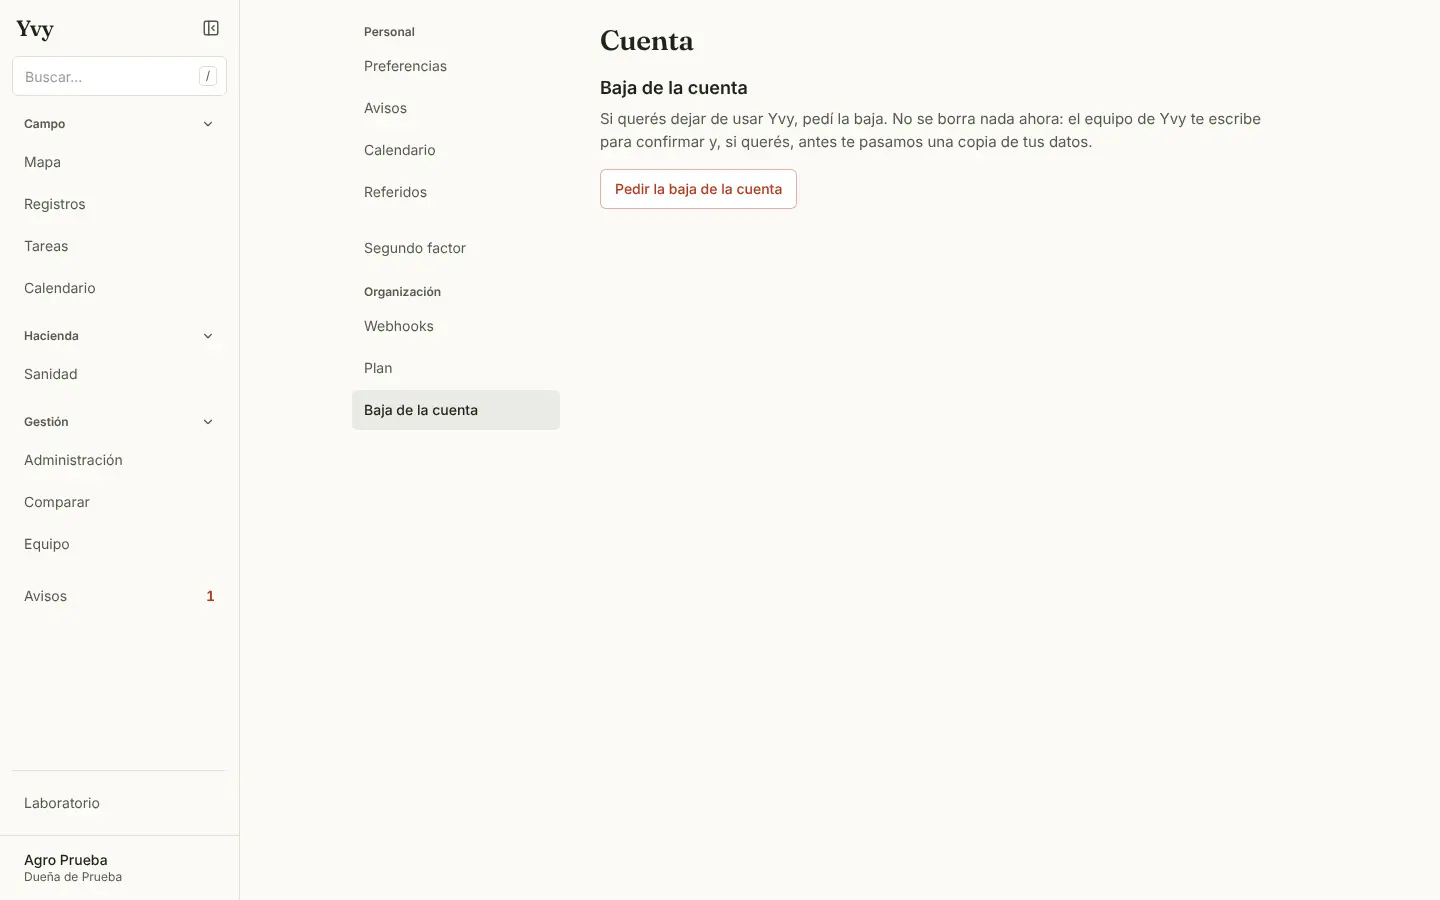 Yvy
Buscar...
/
Campo
Mapa
Registros
Tareas
Calendario
Hacienda
Sanidad
Gestión
Administración
Comparar
Equipo
Avisos 1
Laboratorio
Agro Prueba
Dueña de Prueba
Personal
Preferencias
Avisos
Calendario
Referidos
Segundo factor
Organización
Webhooks
Plan
Baja de la cuenta
Cuenta
Baja de la cuenta
Si querés dejar de usar Yvy, pedí la baja. No se borra nada ahora: el equipo de Yvy te escribe
para confirmar y, si querés, antes te pasamos una copia de tus datos.
Pedir la baja de la cuenta